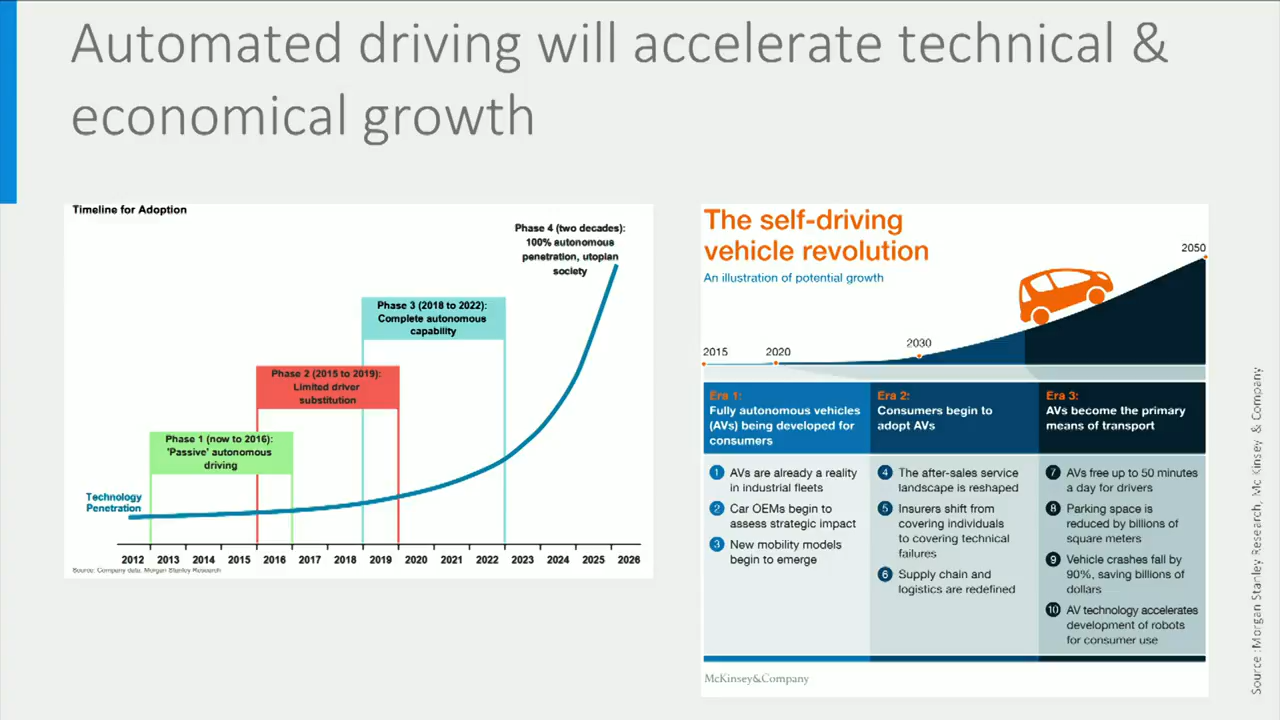 Automated driving will accelerate technical &
economical growth
Timeline for Adoption
Phase 4 (two decades):
100% autonomous
penetration, utopian
society
Phase 3 (2018 to 2022):
Complete autonomous
capability
Phase 2 (2015 to 2019):
Limited driver
substitution
Phase 1 (now to 2016):
'Passive' autonomous
driving
Technology
Penetration
2012 2013 2014 2015 2016 2017 2018 2019 2020 2021 2022 2023 2024 2025 2026
Source: Company data, Morgan Stanley Research
The self-driving
vehicle revolution
An illustration of potential growth
2015
2020
2030
2050
Era 1:
Fully autonomous vehicles
(AVs) being developed for
consumers
1 AVs are already a reality
in industrial fleets
2 Car OEMs begin to
assess strategic impact
3 New mobility models
begin to emerge
Era 2:
Consumers begin to
adopt AVs
4 The after-sales service
landscape is reshaped
5 Insurers shift from
covering individuals
to covering technical
failures
6 Supply chain and
logistics are redefined
Era 3:
AVs become the primary
means of transport
7 AVs free up to 50 minutes
a day for drivers
8 Parking space is
reduced by billions of
square meters
9 Vehicle crashes fall by
90%, saving billions of
dollars
10 AV technology accelerates
development of robots
for consumer use
McKinsey&Company
Source :Morgan Stanley Research, Mc Kinsey & Company